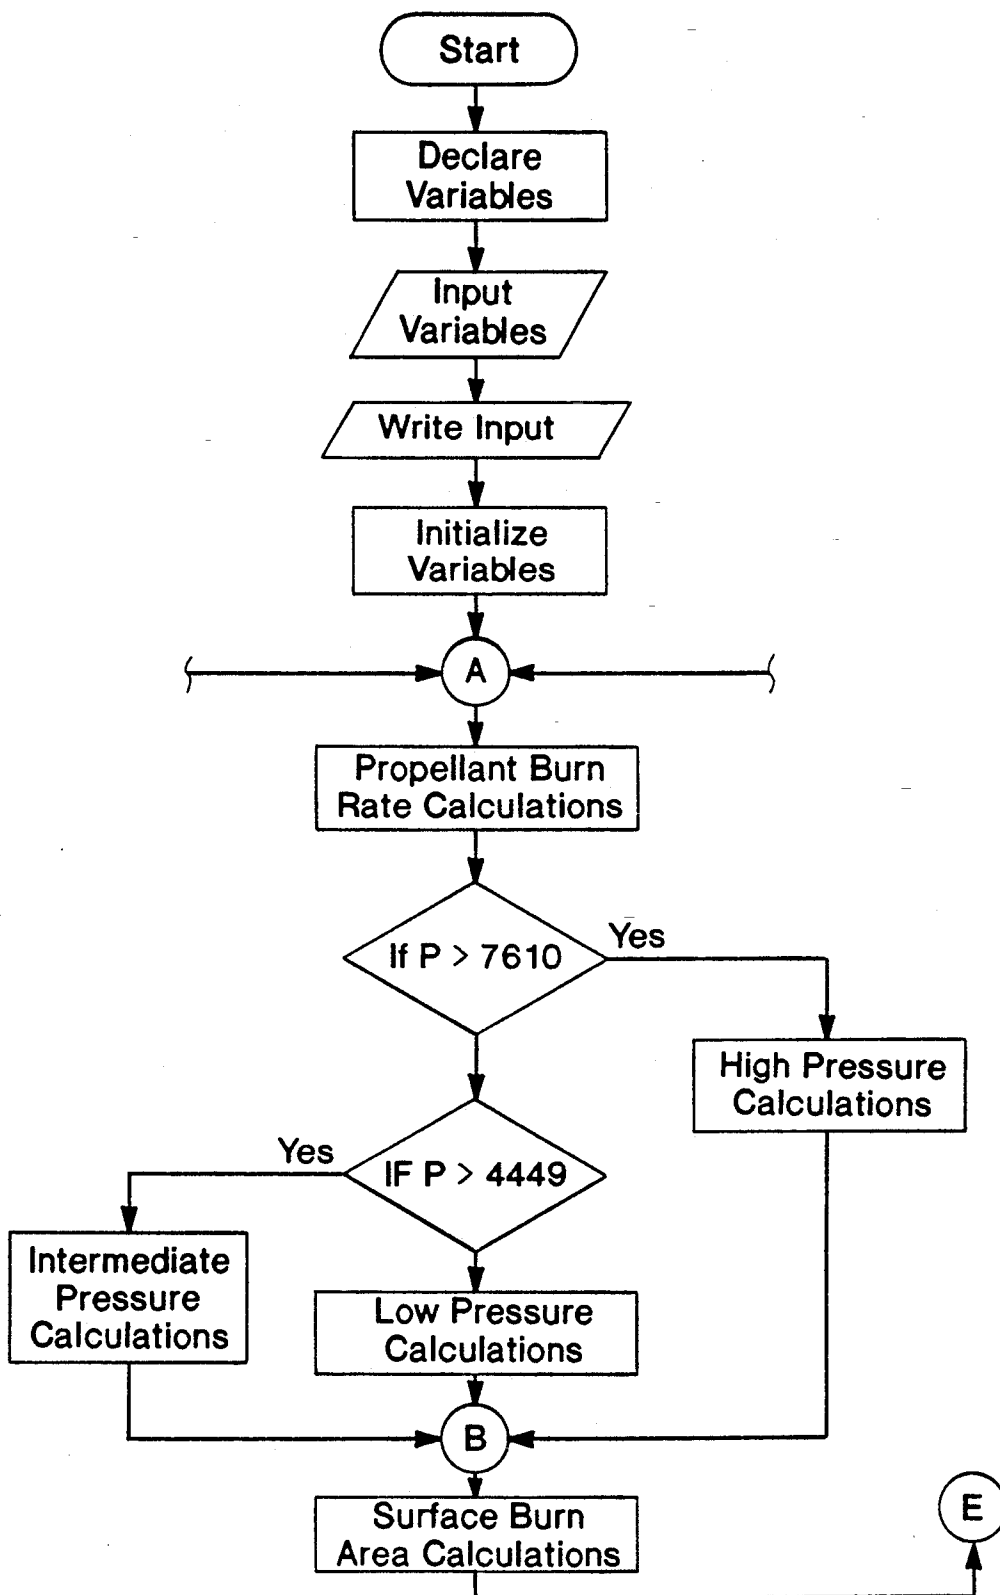 Start
Declare
Variables
Input
Variables
Write Input
Initialize
Variables
A
Propellant Burn
Rate Calculations
If P > 7610
Yes
High Pressure
Calculations
IF P > 4449
Yes
Intermediate
Pressure
Calculations
Low Pressure
Calculations
B
Surface Burn
Area Calculations
E